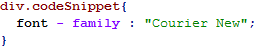 div.codeSnippet{
font - family : "Courier New";
}